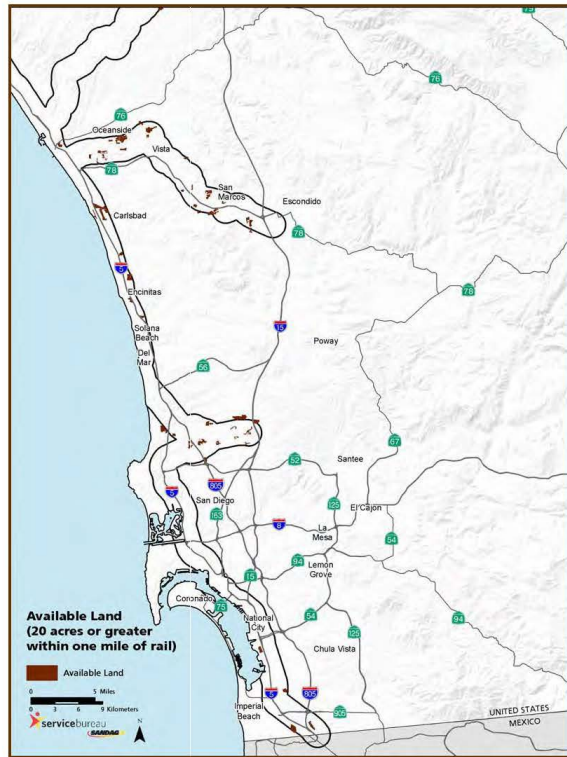 79
76
76
Oceanside
Vista
78
San
Marcos
Escondido
78
Carlsbad
5
78
Encinitas
Solana
Beach
Del
Mar
15
Poway
56
67
52
Santee
805
5
San Diego
125
El Cajon
163
8
La
Mesa
54
94
Lemon
Grove
15
Coronado
75
National
City
54
94
125
Chula Vista
Available Land
(20 acres or greater
within one mile of rail)
Available Land
0 5 Miles
0 3 6 9 Kilometers
servicebureau
SANDAG
N
5
805
Imperial
Beach
905
UNITED STATES
MEXICO